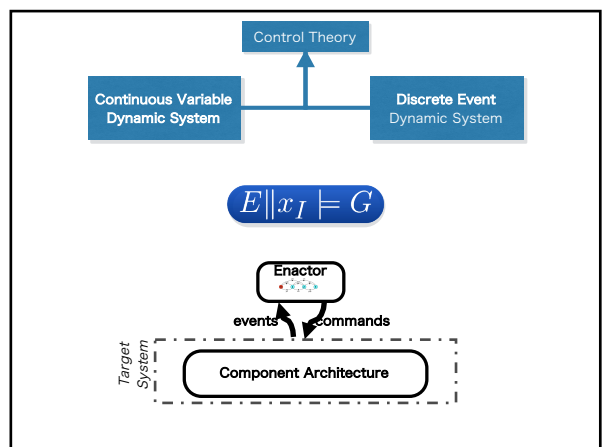 Control Theory
Continuous Variable
Dynamic System
Discrete Event
Dynamic System
E||x_I ⊨ G
Enactor
events
commands
Target
System
Component Architecture